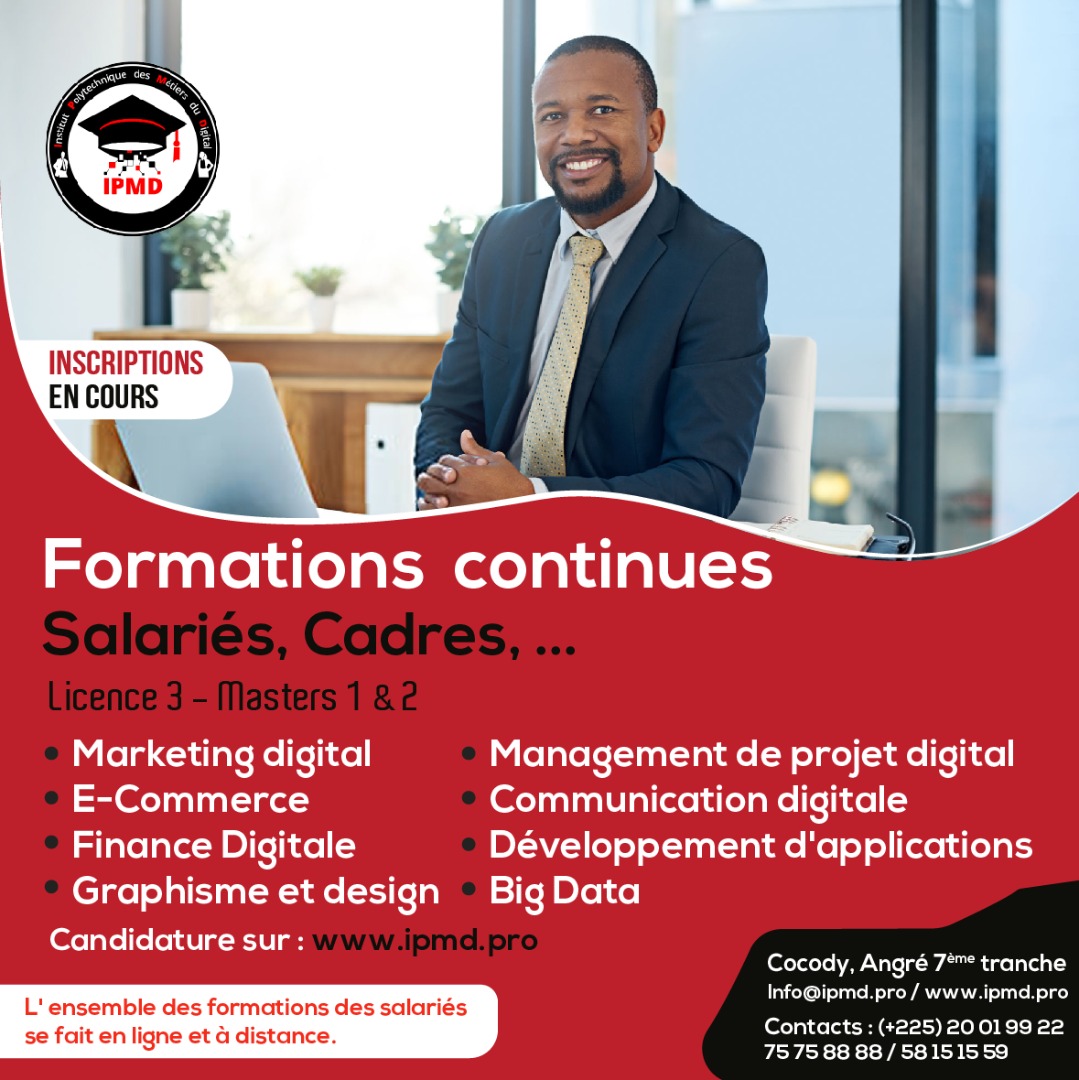 Institut Polytechnique des Métiers du Digital
IPMD
INSCRIPTIONS
EN COURS
Formations continues
Salariés, Cadres, ...
Licence 3 - Masters 1 & 2
• Marketing digital
• E-Commerce
• Finance Digitale
• Graphisme et design
• Management de projet digital
• Communication digitale
• Développement d'applications
• Big Data
Candidature sur : www.ipmd.pro
L' ensemble des formations des salariés
se fait en ligne et à distance.
Cocody, Angré 7ème tranche
Info@ipmd.pro / www.ipmd.pro
Contacts : (+225) 20 01 99 22
75 75 88 88 / 58 15 15 59